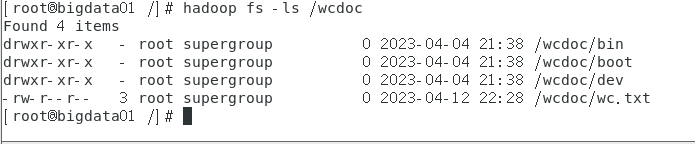 [root@bigdata01 /]# hadoop fs -ls /wcdoc
Found 4 items
drwxr-xr-x   - root supergroup          0 2023-04-04 21:38 /wcdoc/bin
drwxr-xr-x   - root supergroup          0 2023-04-04 21:38 /wcdoc/boot
drwxr-xr-x   - root supergroup          0 2023-04-04 21:38 /wcdoc/dev
-rw-r--r--   3 root supergroup          0 2023-04-12 22:28 /wcdoc/wc.txt
[root@bigdata01 /]#